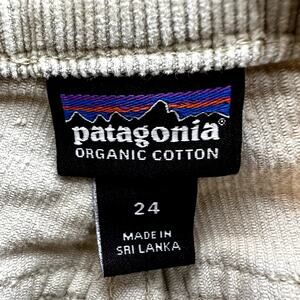 patagonia
ORGANIC COTTON
24
MADE IN
SRI LANKA